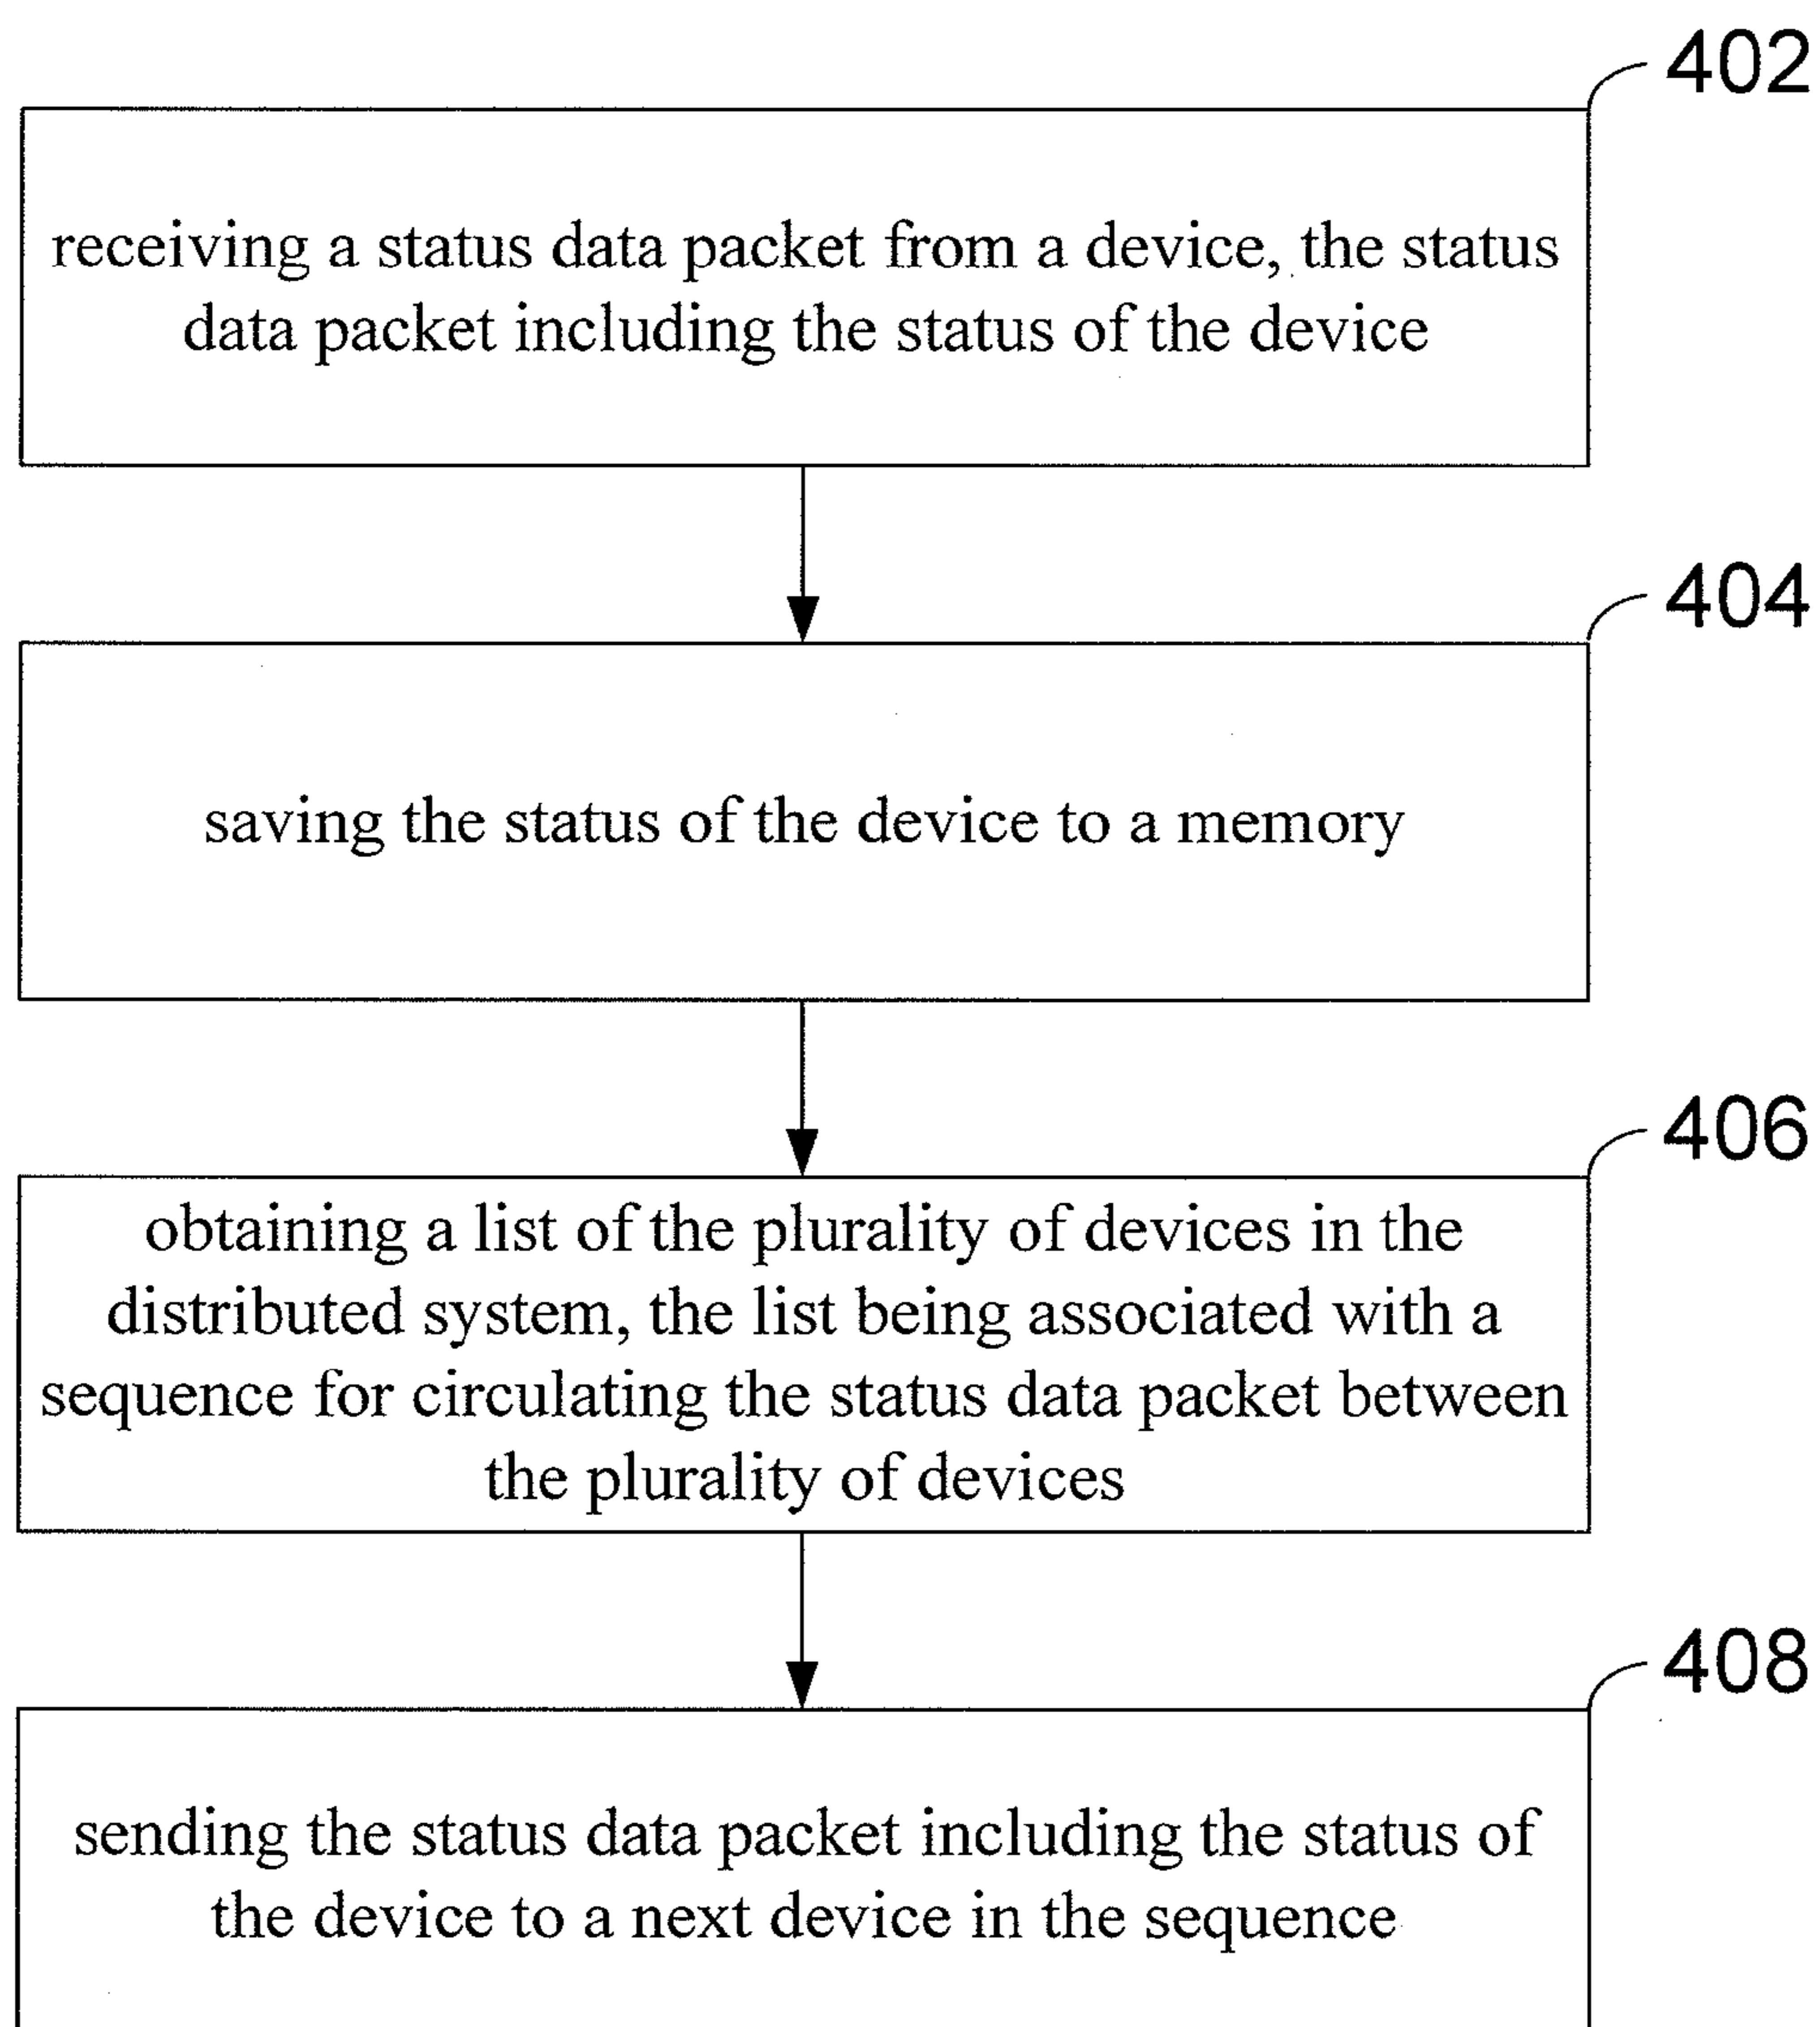 402
receiving a status data packet from a device, the status
data packet including the status of the device
404
saving the status of the device to a memory
406
obtaining a list of the plurality of devices in the
distributed system, the list being associated with a
sequence for circulating the status data packet between
the plurality of devices
408
sending the status data packet including the status of
the device to a next device in the sequence